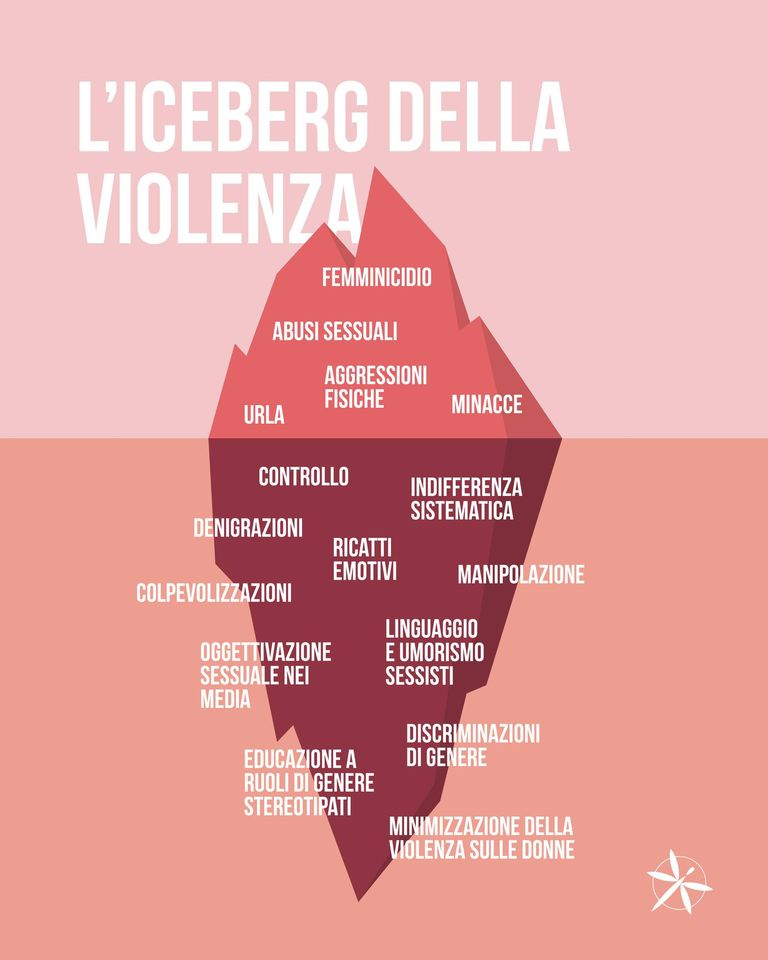 L'ICEBERG DELLA
VIOLENZA
FEMMINICIDIO
ABUSI SESSUALI
AGGRESSIONI
FISICHE
MINACCE
URLA
CONTROLLO
INDIFFERENZA
SISTEMATICA
DENIGRAZIONI
RICATTI
EMOTIVI
MANIPOLAZIONE
COLPEVOLIZZAZIONI
LINGUAGGIO
E UMORISMO
SESSISTI
OGGETTIVAZIONE
SESSUALE NEI
MEDIA
DISCRIMINAZIONI
DI GENERE
EDUCAZIONE A
RUOLI DI GENERE
STEREOTIPATI
MINIMIZZAZIONE DELLA
VIOLENZA SULLE DONNE